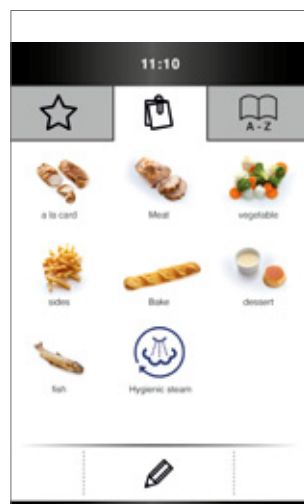 11:10
A-Z
a la card
Meat
vegetable
sides
Bake
dessert
fish
Hygienic steam